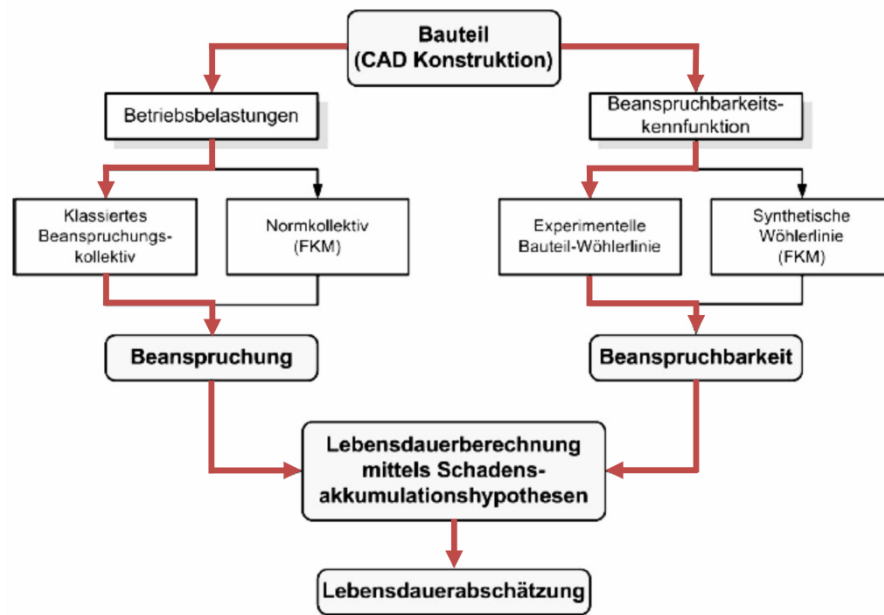 Bauteil
(CAD Konstruktion)
Betriebsbelastungen
Beanspruchbarkeits-
kennfunktion
Klassiertes
Beanspruchungs-
kollektiv
Normkollektiv
(FKM)
Experimentelle
Bauteil-Wöhlerlinie
Synthetische
Wöhlerlinie
(FKM)
Beanspruchung
Beanspruchbarkeit
Lebensdauerberechnung
mittels Schadens-
akkumulationshypothesen
Lebensdauerabschätzung